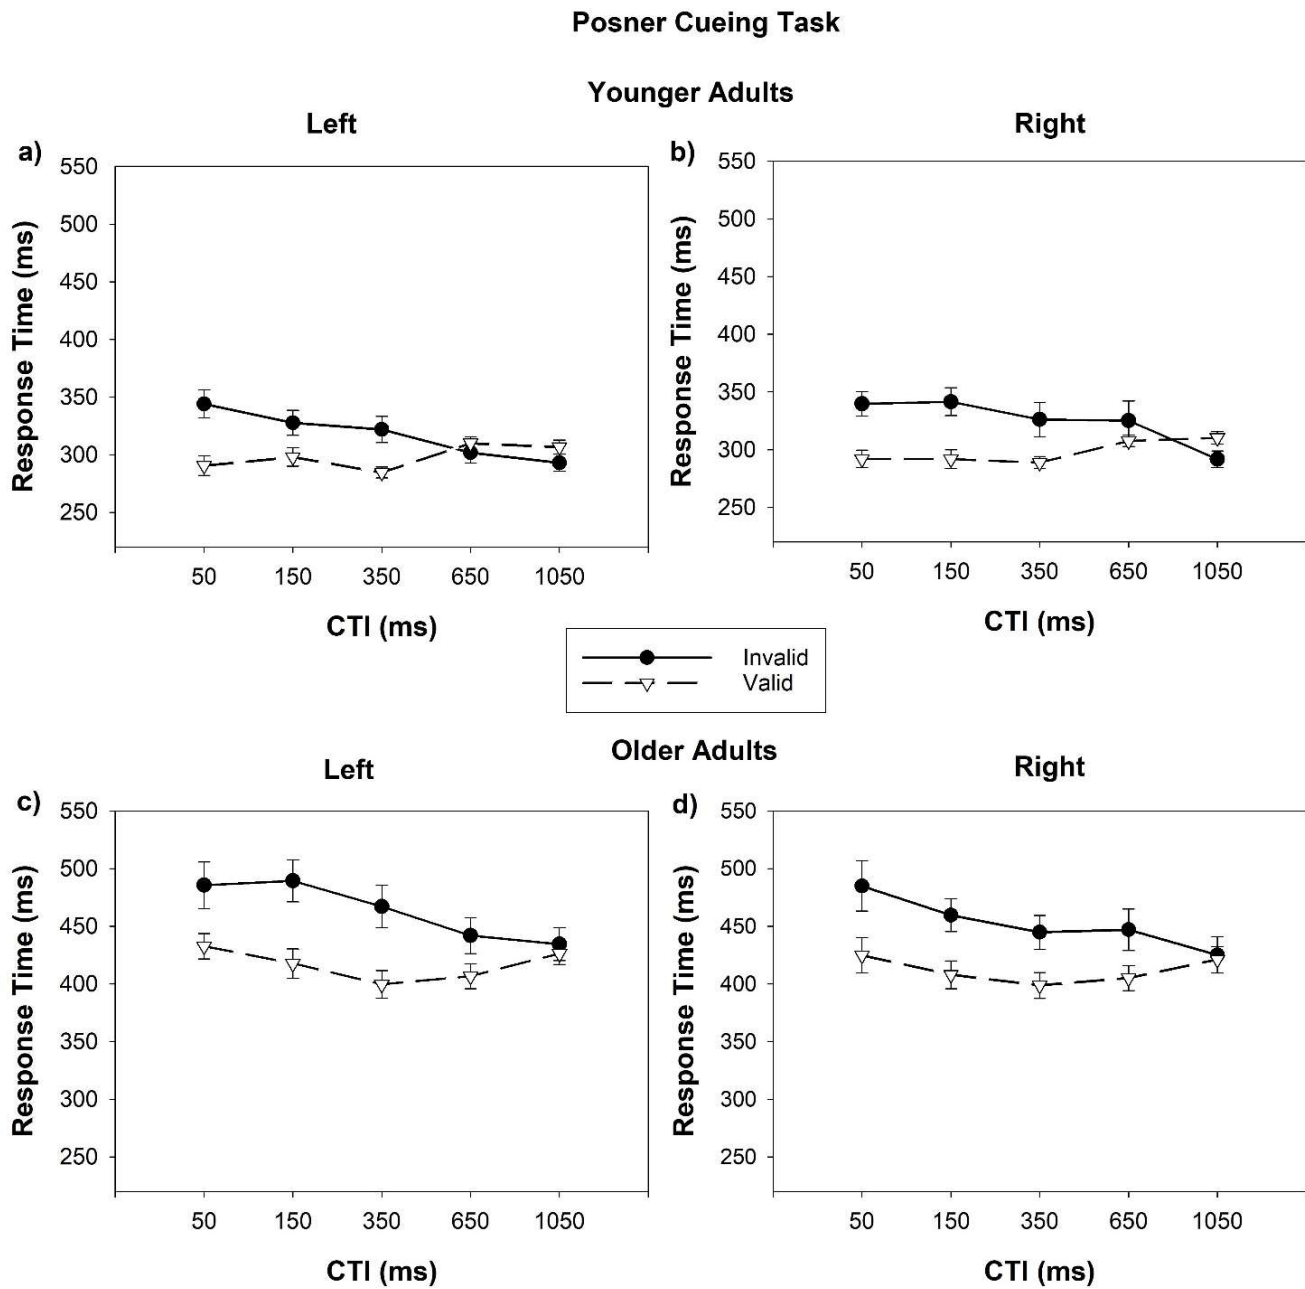 Posner Cueing Task
Younger Adults
Left
Right
a)
b)
Response Time (ms)
550
500
450
400
350
300
250
50 150 350 650 1050
CTI (ms)
Response Time (ms)
550
500
450
400
350
300
250
50 150 350 650 1050
CTI (ms)
Invalid
Valid
Older Adults
Left
Right
c)
d)
Response Time (ms)
550
500
450
400
350
300
250
50 150 350 650 1050
CTI (ms)
Response Time (ms)
550
500
450
400
350
300
250
50 150 350 650 1050
CTI (ms)